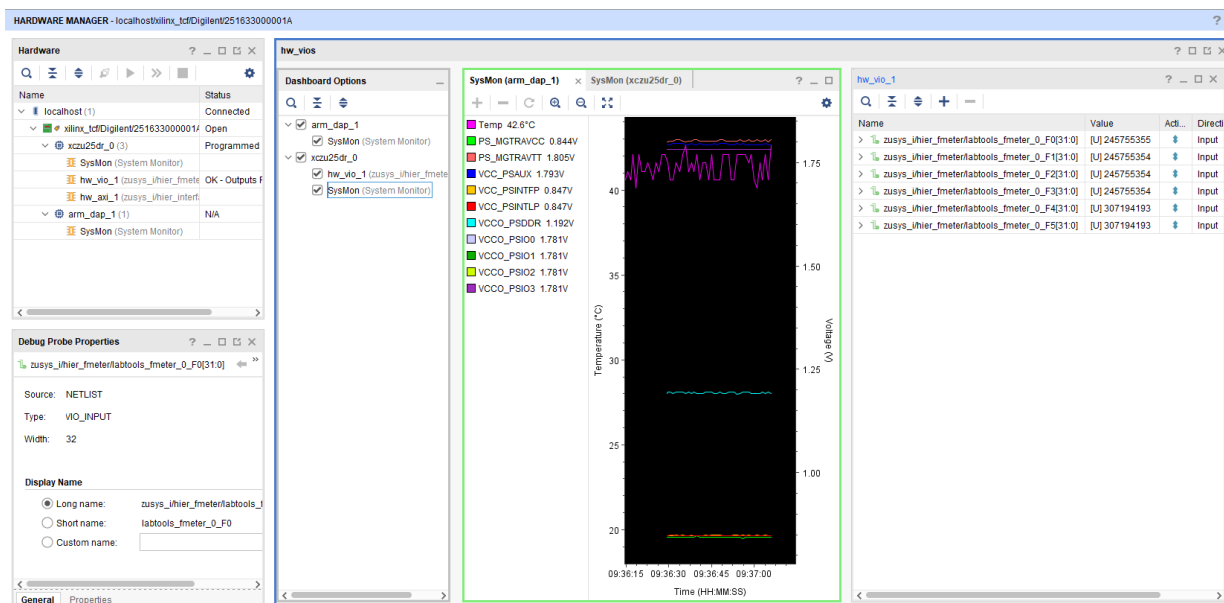 HARDWARE MANAGER - localhost/xilinx_tcf/Digilent/251633000001A
?
Hardware
?
Name Status
localhost (1) Connected
xilinx_tcf/Digilent/251633000001A Open
xczu25dr_0 (3) Programmed
SysMon (System Monitor)
hw_vio_1 (zusys_i/hier_fmete OK - Outputs F
hw_axi_1 (zusys_i/hier_interf
arm_dap_1 (1) N/A
SysMon (System Monitor)
Debug Probe Properties
?
zusys_i/hier_fmeter/labtools_fmeter_0_F0[31:0]
Source: NETLIST
Type: VIO_INPUT
Width: 32
Display Name
Long name: zusys_i/hier_fmeter/labtools_f
Short name: labtools_fmeter_0_F0
Custom name:
General Properties
hw_vios
?
Dashboard Options
arm_dap_1
SysMon (System Monitor)
xczu25dr_0
hw_vio_1 (zusys_i/hier_fmete
SysMon (System Monitor)
SysMon (arm_dap_1) × SysMon (xczu25dr_0)
?
Temp 42.6°C
PS_MGTRAVCC 0.844V
PS_MGTRAVTT 1.805V
VCC_PSAUX 1.793V
VCC_PSINTFP 0.847V
VCC_PSINTLP 0.847V
VCCO_PSDDR 1.192V
VCCO_PSIO0 1.781V
VCCO_PSIO1 1.781V
VCCO_PSIO2 1.781V
VCCO_PSIO3 1.781V
Temperature (°C)
40
35
30
25
20
1.75
1.50
1.25
1.00
Voltage (V)
09:36:15 09:36:30 09:36:45 09:37:00
Time (HH:MM:SS)
hw_vio_1
?
Name Value Acti... Directi
zusys_i/hier_fmeter/labtools_fmeter_0_F0[31:0] [U] 245755355 Input
zusys_i/hier_fmeter/labtools_fmeter_0_F1[31:0] [U] 245755354 Input
zusys_i/hier_fmeter/labtools_fmeter_0_F2[31:0] [U] 245755354 Input
zusys_i/hier_fmeter/labtools_fmeter_0_F3[31:0] [U] 245755354 Input
zusys_i/hier_fmeter/labtools_fmeter_0_F4[31:0] [U] 307194193 Input
zusys_i/hier_fmeter/labtools_fmeter_0_F5[31:0] [U] 307194193 Input